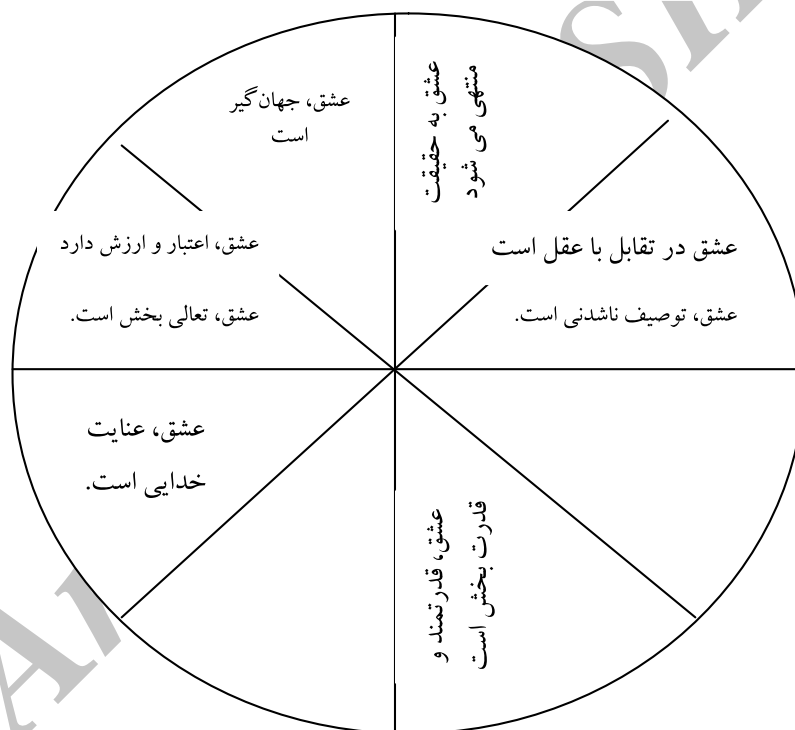 عشق به حقیقت
منتهی می شود
عشق، جهان‌گیر
است
عشق در تقابل با عقل است
عشق، توصیف ناشدنی است.
عشق، اعتبار و ارزش دارد
عشق، تعالی بخش است.
عشق، عنایت
خدایی است.
عشق، قدرتمند و
قدرت بخش است